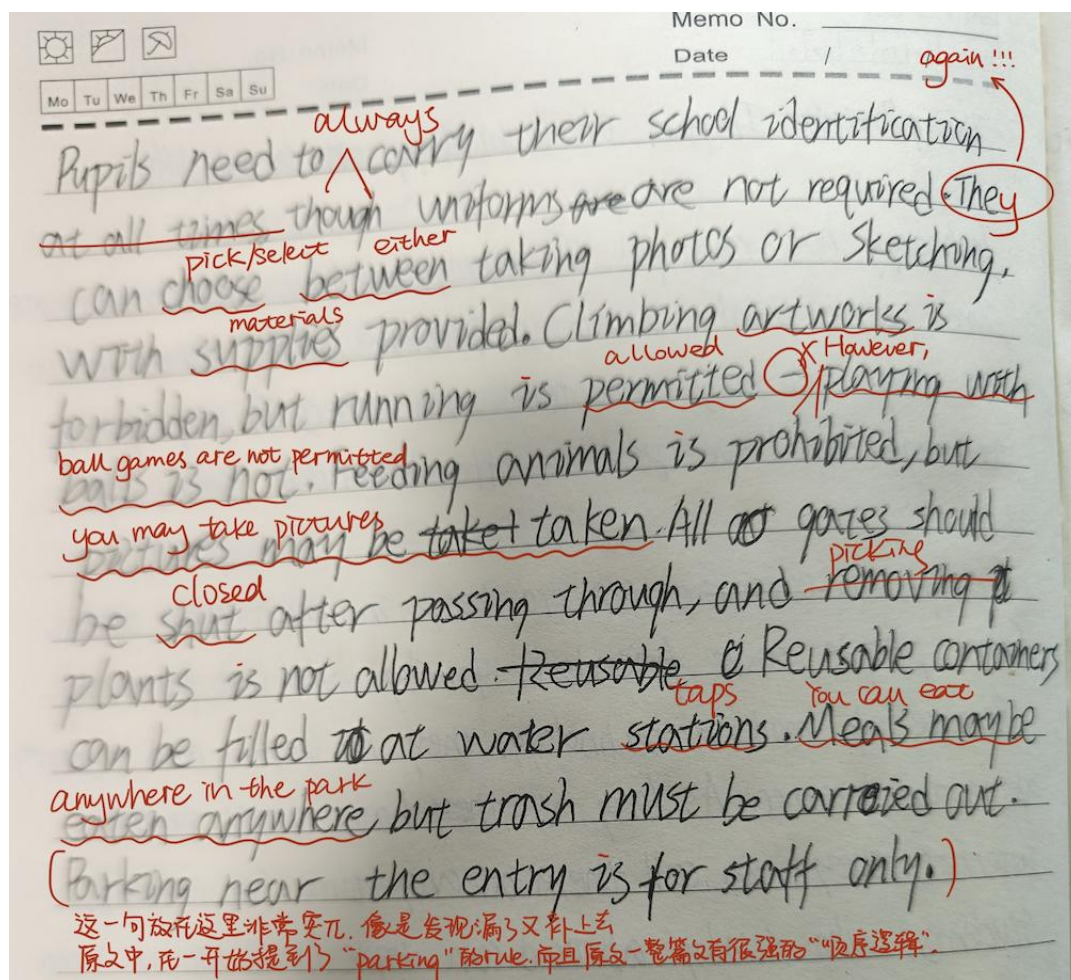 Memo No.
Date /
again !!!
Mo Tu We Th Fr Sa Su
always
Pupils need to carry their school identification
at all times though uniforms are are not required. They
pick/select either
can choose between taking photos or sketching,
materials
with supplies provided. Climbing artworks is
allowed x However,
forbidden, but running is permitted – playing with
ball games are not permitted
balls is not. Feeding animals is prohibited, but
you may take pictures
pictures may be taket taken. All gates should
closed picking
be shut after passing through, and removing
plants is not allowed. Reusable Reusable containers
taps You can eat
can be filled at water stations. Meals maybe
anywhere in the park
eaten anywhere, but trash must be carried out.
(Parking near the entry is for staff only.)
这一句放在这里非常突兀. 像是发现漏了又补上去
原文中, 在一开始提到了 "parking" 的rule. 而且原文一整篇文有很强的 "顺序逻辑".